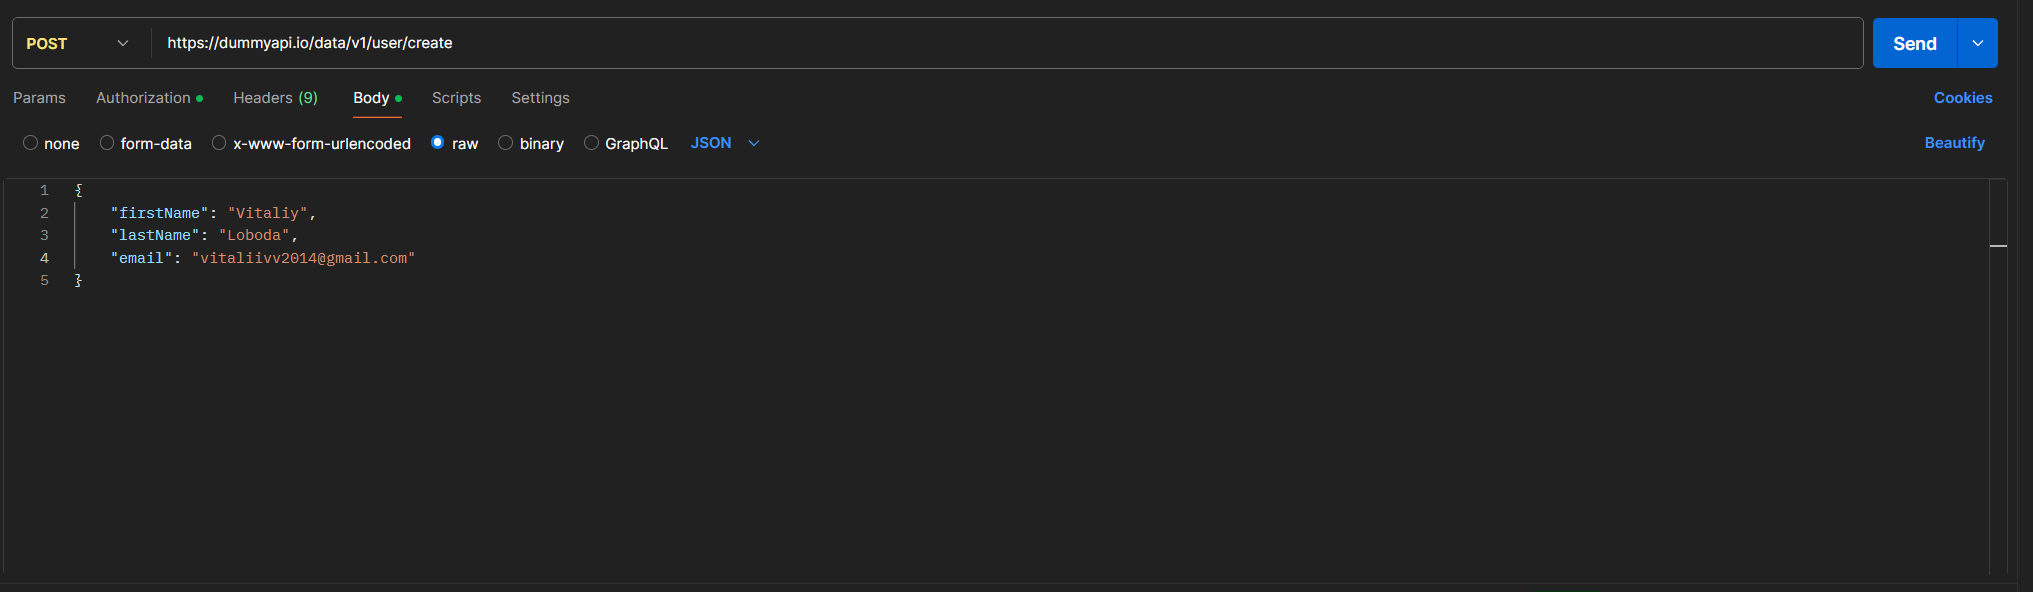 POST https://dummyapi.io/data/v1/user/create Send
Params Authorization Headers (9) Body Scripts Settings Cookies
none form-data x-www-form-urlencoded raw binary GraphQL JSON Beautify
1 {
2 "firstName": "Vitaliy",
3 "lastName": "Loboda",
4 "email": "vitaliivv2014@gmail.com"
5 }